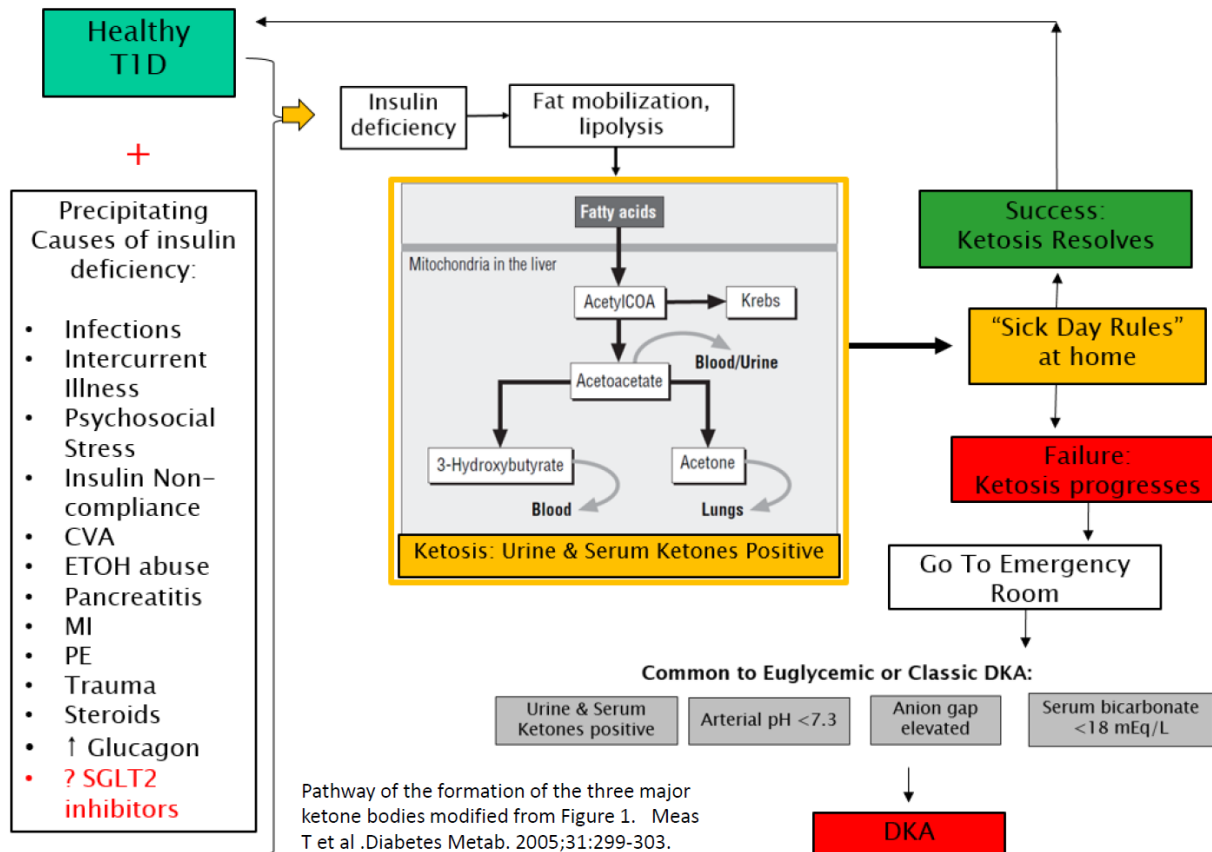 Healthy
T1D
+
Precipitating
Causes of insulin
deficiency:
• Infections
• Intercurrent
Illness
• Psychosocial
Stress
• Insulin Non-
compliance
• CVA
• ETOH abuse
• Pancreatitis
• MI
• PE
• Trauma
• Steroids
• ↑ Glucagon
• ? SGLT2
inhibitors
Insulin
deficiency
Fat mobilization,
lipolysis
Fatty acids
Mitochondria in the liver
AcetylCOA
Krebs
Blood/Urine
Acetoacetate
3-Hydroxybutyrate
Acetone
Blood
Lungs
Ketosis: Urine & Serum Ketones Positive
Success:
Ketosis Resolves
“Sick Day Rules”
at home
Failure:
Ketosis progresses
Go To Emergency
Room
Common to Euglycemic or Classic DKA:
Urine & Serum
Ketones positive
Arterial pH <7.3
Anion gap
elevated
Serum bicarbonate
<18 mEq/L
DKA
Pathway of the formation of the three major
ketone bodies modified from Figure 1. Meas
T et al .Diabetes Metab. 2005;31:299-303.